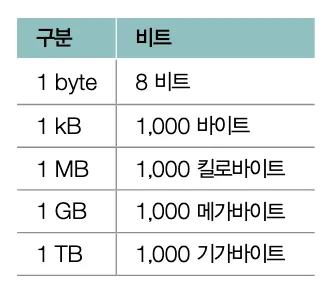 구분 비트
1 byte 8 비트
1 kB 1,000 바이트
1 MB 1,000 킬로바이트
1 GB 1,000 메가바이트
1 TB 1,000 기가바이트